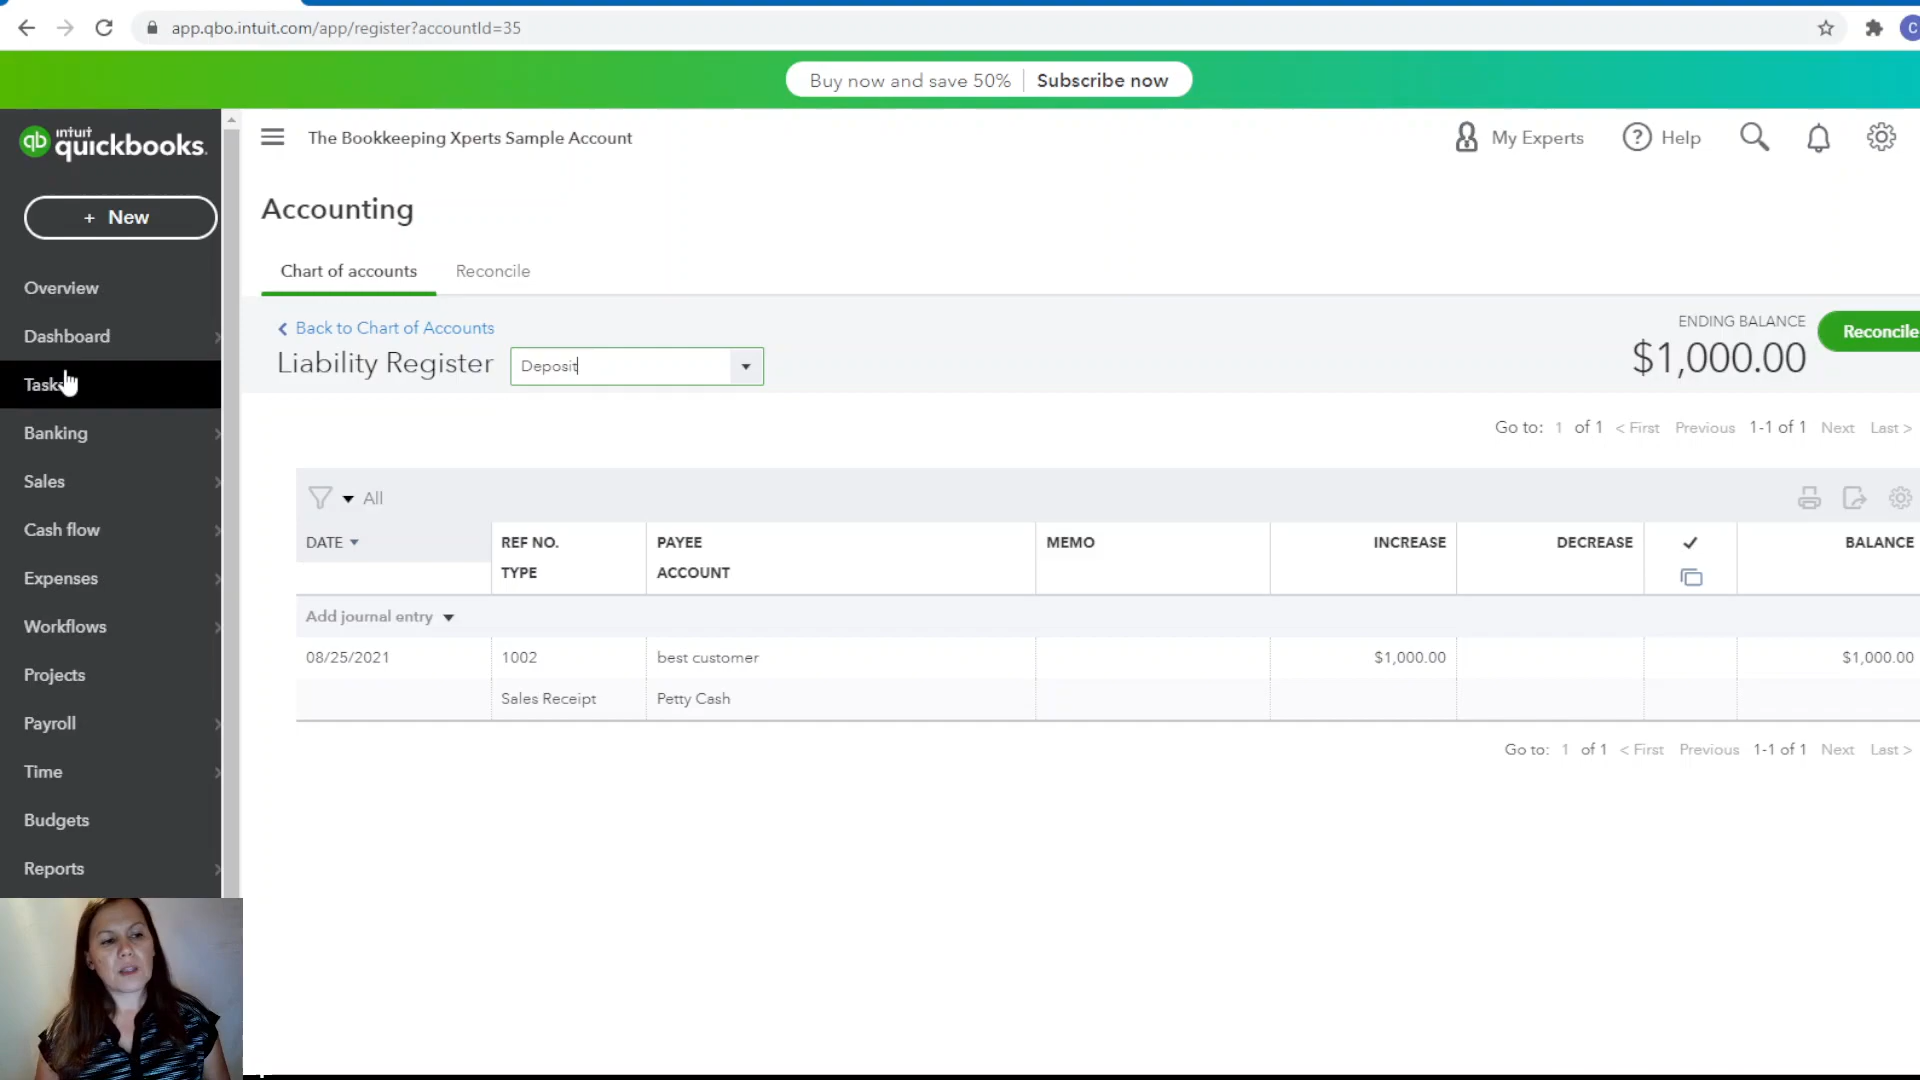 app.qbo.intuit.com/app/register?accountId=35
C
Buy now and save 50% Subscribe now
qb intuit quickbooks.
The Bookkeeping Xperts Sample Account
My Experts
? Help
+ New
Accounting
Overview
Chart of accounts
Reconcile
Dashboard
Back to Chart of Accounts
ENDING BALANCE
Reconcile
Liability Register
Deposit
$1,000.00
Banking
Go to: 1 of 1 < First Previous 1-1 of 1 Next Last >
Sales
All
Cash flow
DATE
REF NO.
TYPE
PAYEE
ACCOUNT
MEMO
INCREASE
DECREASE
BALANCE
Expenses
Add journal entry
Workflows
08/25/2021 1002 best customer $1,000.00 $1,000.00
Projects
Sales Receipt Petty Cash
Payroll
Go to: 1 of 1 < First Previous 1-1 of 1 Next Last >
Time
Budgets
Reports